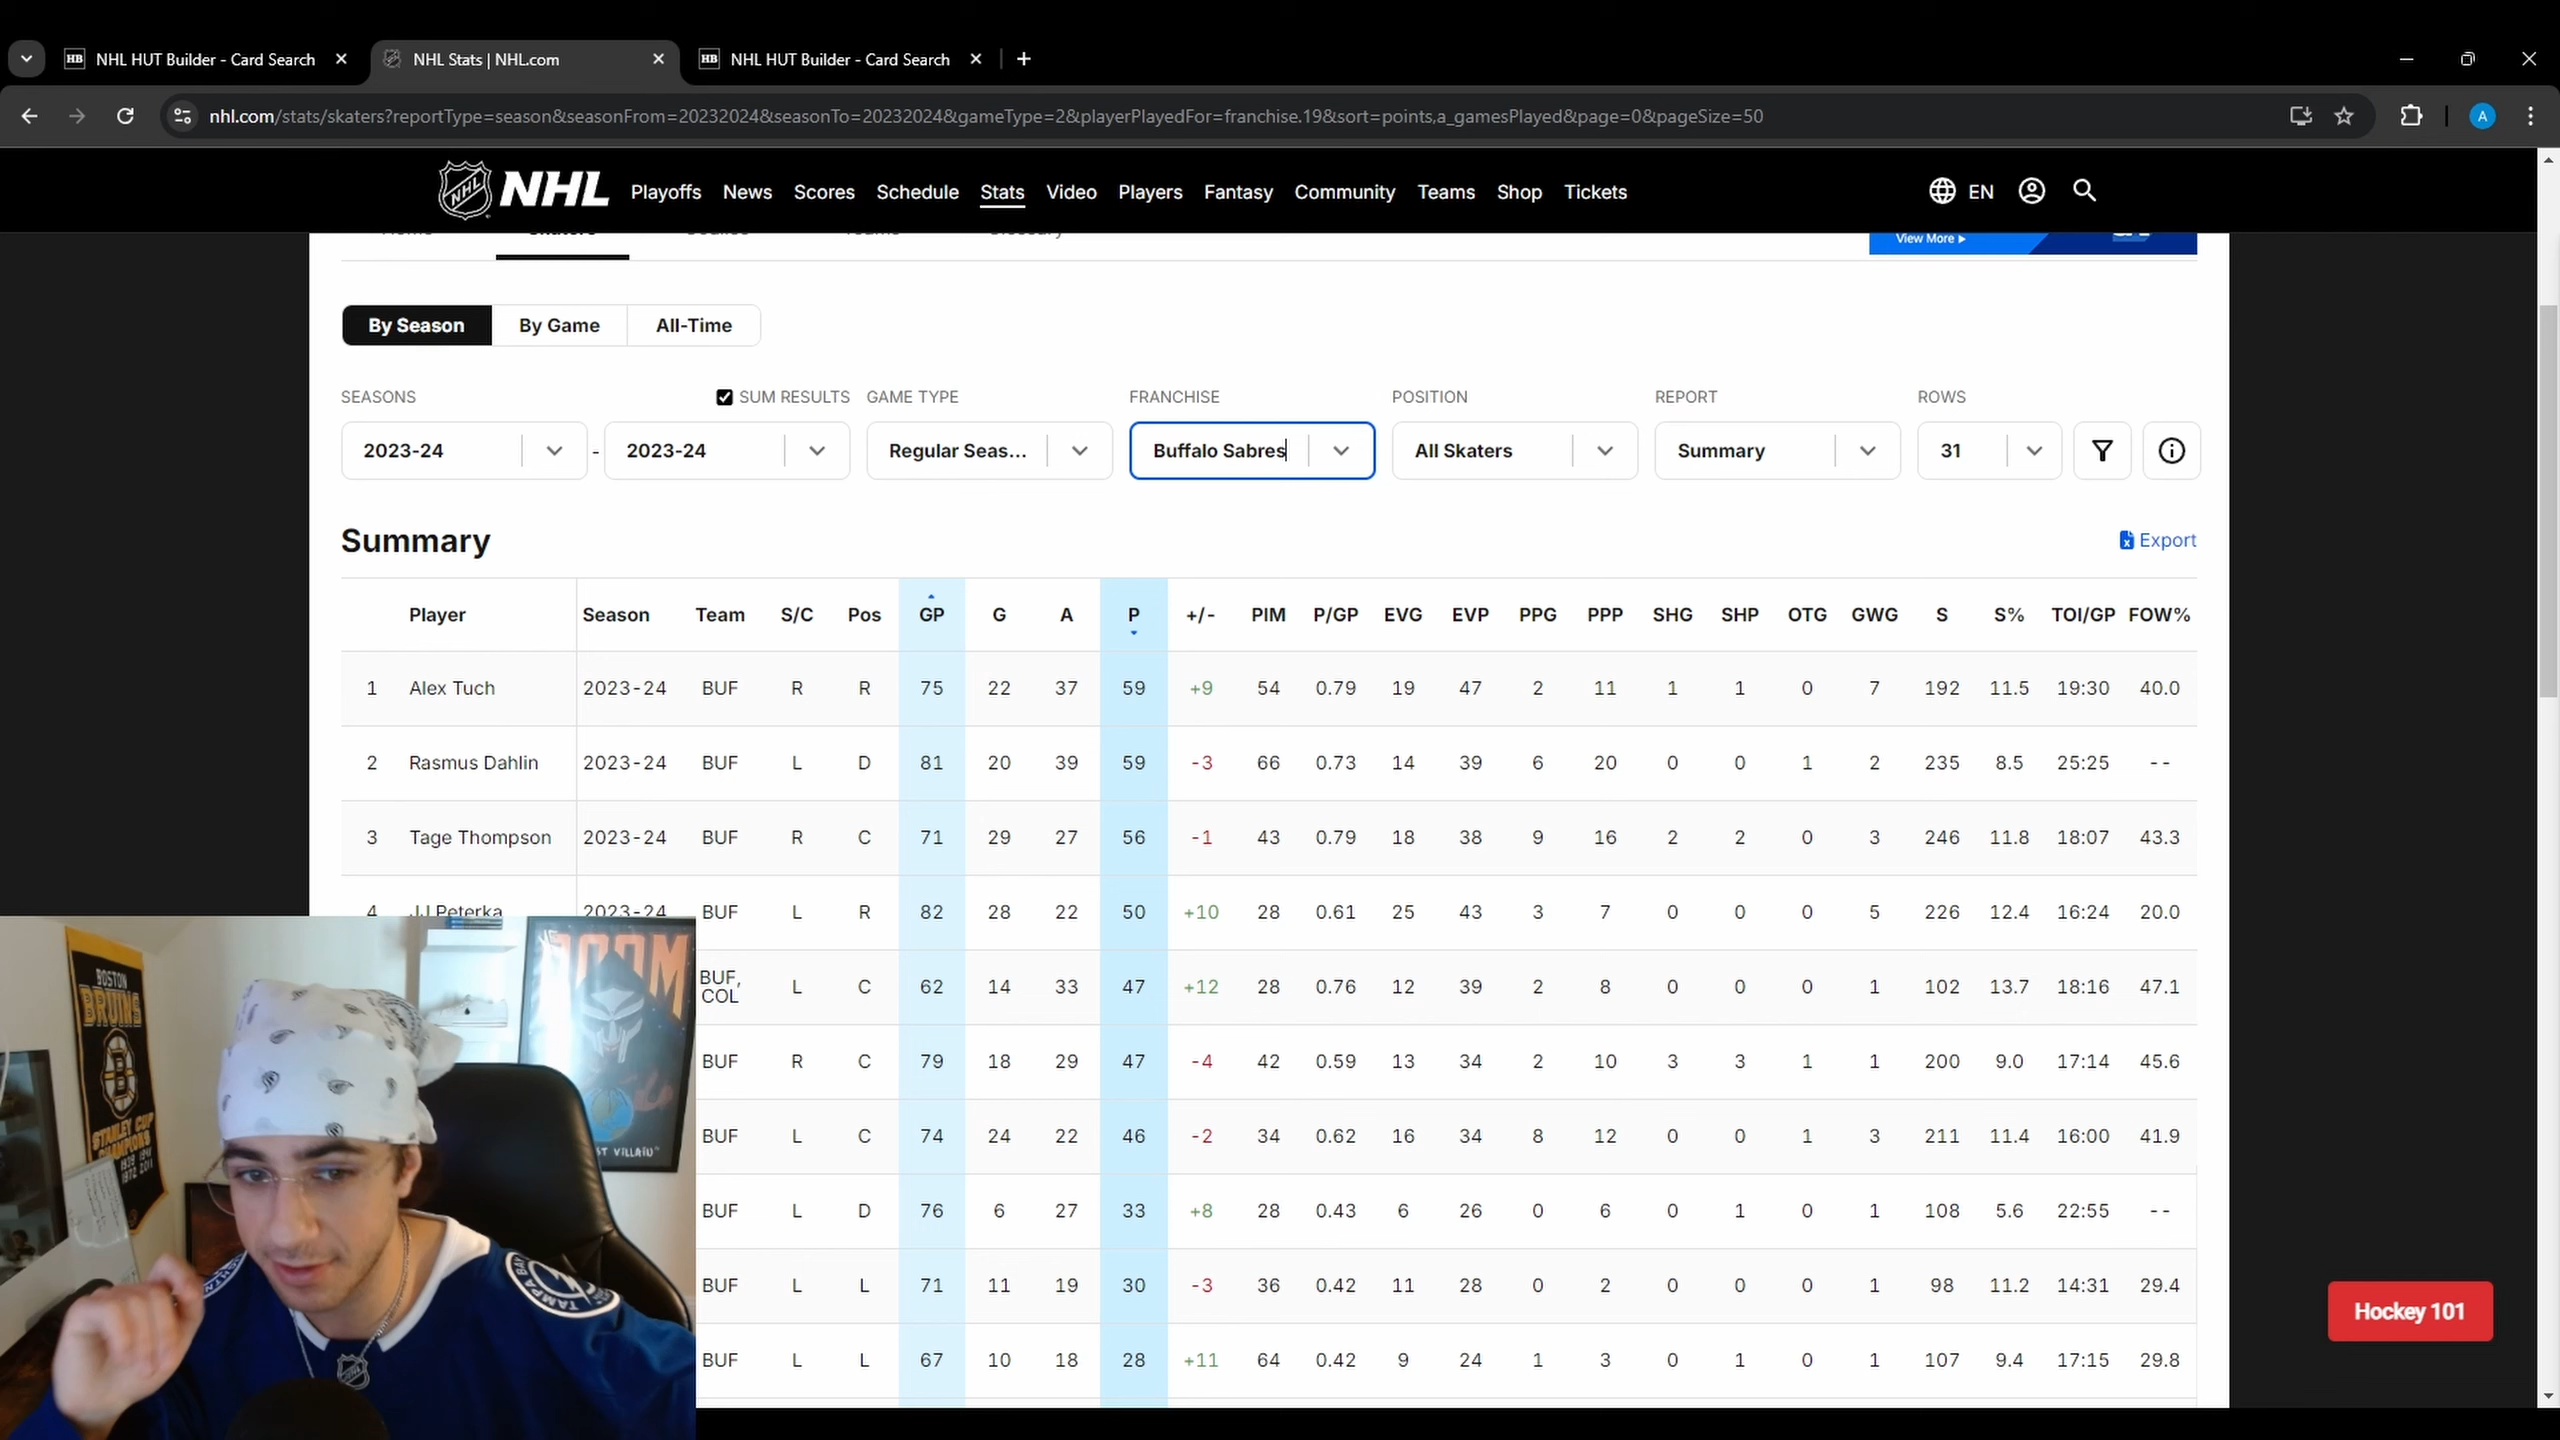 NHL HUT Builder - Card Search
NHL Stats | NHL.com
NHL HUT Builder - Card Search
nhl.com/stats/skaters?reportType=season&seasonFrom=20232024&seasonTo=20232024&gameType=2&playerPlayedFor=franchise.19&sort=points,a_gamesPlayed&page=0&pageSize=50
A
NHL Playoffs News Scores Schedule Stats Video Players Fantasy Community Teams Shop Tickets EN
View More
By Season By Game All-Time
SEASONS SUM RESULTS GAME TYPE FRANCHISE POSITION REPORT ROWS
2023-24 - 2023-24 Regular Seas... Buffalo Sabres All Skaters Summary 31
Summary
Export
Player Season Team S/C Pos GP G A P +/- PIM P/GP EVG EVP PPG PPP SHG SHP OTG GWG S S% TOI/GP FOW%
1 Alex Tuch 2023-24 BUF R R 75 22 37 59 +9 54 0.79 19 47 2 11 1 1 0 7 192 11.5 19:30 40.0
2 Rasmus Dahlin 2023-24 BUF L D 81 20 39 59 -3 66 0.73 14 39 6 20 0 0 1 2 235 8.5 25:25 --
3 Tage Thompson 2023-24 BUF R C 71 29 27 56 -1 43 0.79 18 38 9 16 2 2 0 3 246 11.8 18:07 43.3
4 JJ Peterka 2023-24 BUF L R 82 28 22 50 +10 28 0.61 25 43 3 7 0 0 0 5 226 12.4 16:24 20.0
BUF, COL L C 62 14 33 47 +12 28 0.76 12 39 2 8 0 0 0 1 102 13.7 18:16 47.1
BUF R C 79 18 29 47 -4 42 0.59 13 34 2 10 3 3 1 1 200 9.0 17:14 45.6
BUF L C 74 24 22 46 -2 34 0.62 16 34 8 12 0 0 1 3 211 11.4 16:00 41.9
BUF L D 76 6 27 33 +8 28 0.43 6 26 0 6 0 1 0 1 108 5.6 22:55 --
BUF L L 71 11 19 30 -3 36 0.42 11 28 0 2 0 0 0 1 98 11.2 14:31 29.4
BUF L L 67 10 18 28 +11 64 0.42 9 24 1 3 0 1 0 1 107 9.4 17:15 29.8
Hockey 101
BOSTON
BRUINS
STANLEY CUP
CHAMPIONS
DOOM
VILLAIN"
TAMPA BAY
NHL